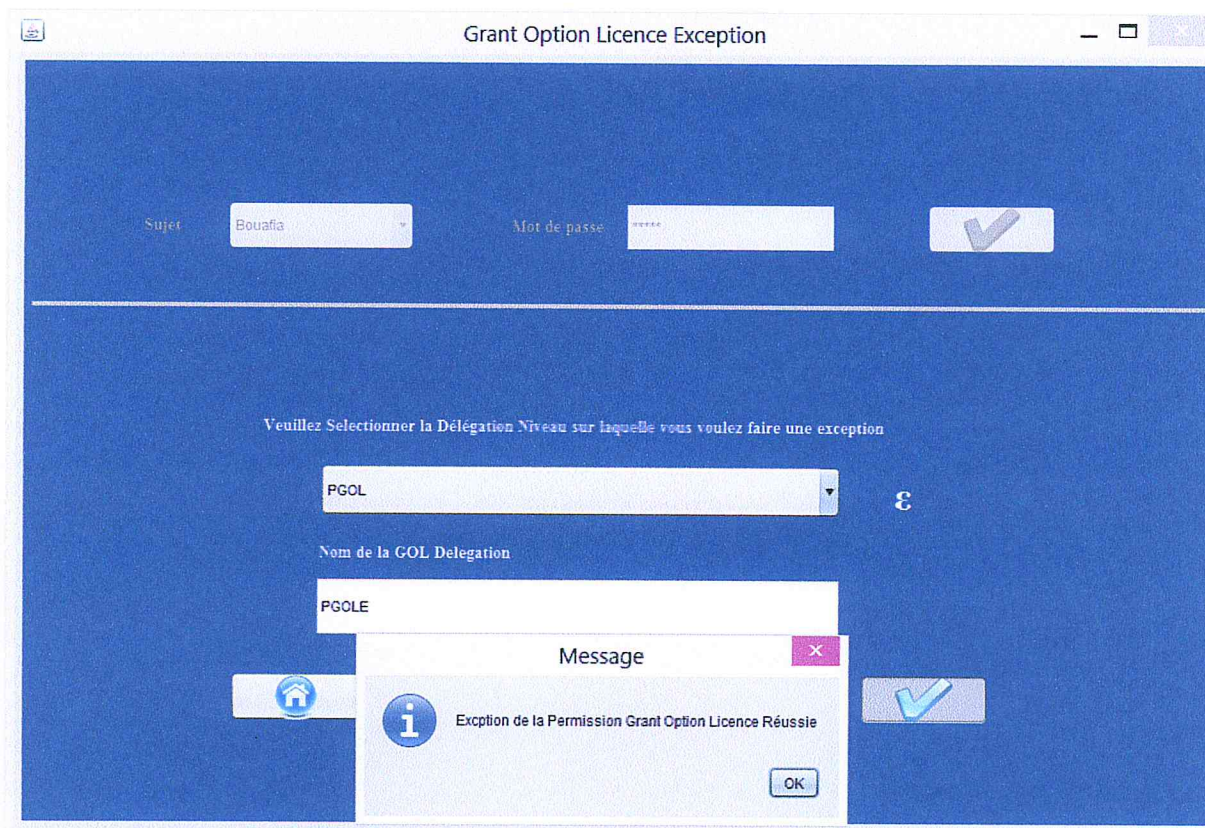 Grant Option Licence Exception
Sujet Bouafia Mot de passe *****
Veuillez Selectionner la Délégation Niveau sur laquelle vous voulez faire une exception
PGOL ε
Nom de la GOL Delegation
PGOLE
Message
Exction de la Permission Grant Option Licence Réussie
OK